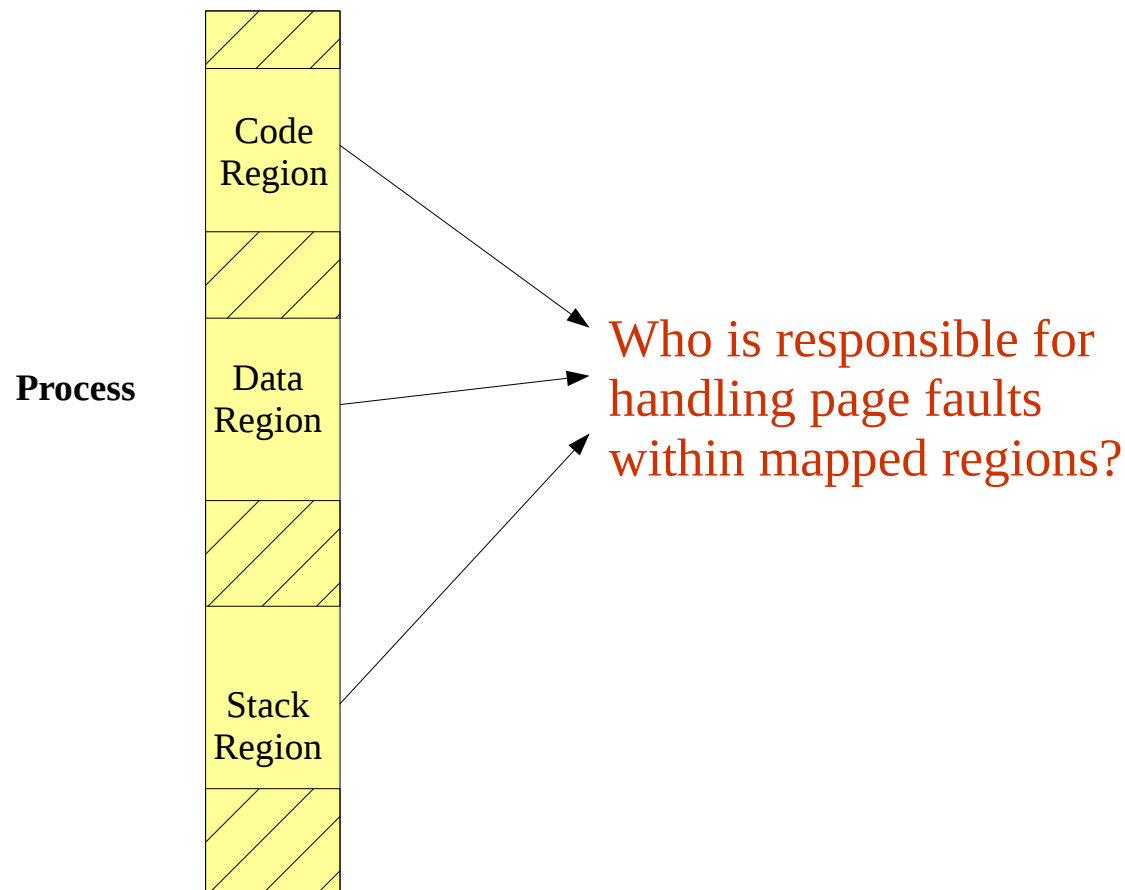 Code
Region
Process
Data
Region
Who is responsible for
handling page faults
within mapped regions?
Stack
Region